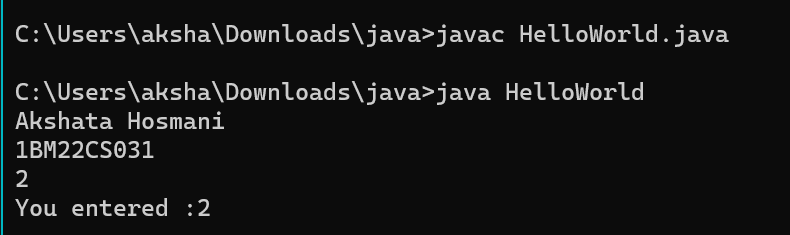 C:\Users\aksha\Downloads\java>javac HelloWorld.java
C:\Users\aksha\Downloads\java>java HelloWorld
Akshata Hosmani
1BM22CS031
2
You entered :2